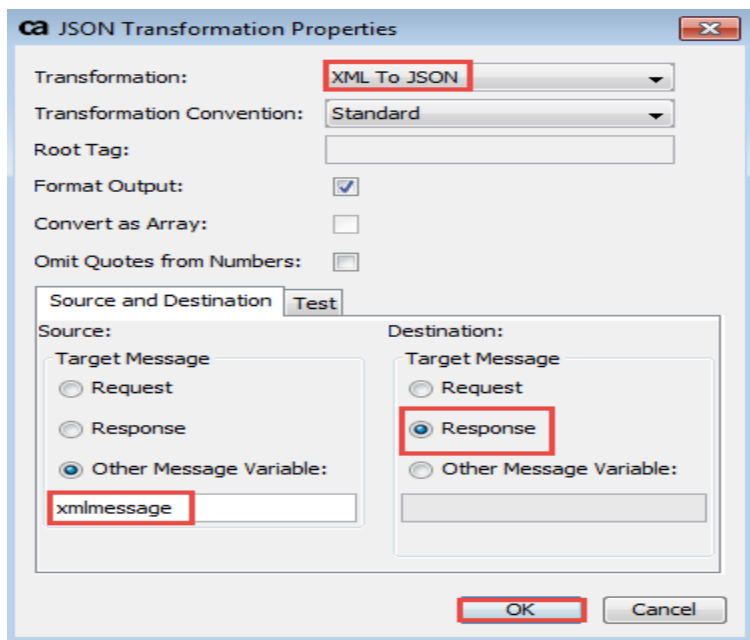 ca JSON Transformation Properties
Transformation: XML To JSON
Transformation Convention: Standard
Root Tag:
Format Output:
Convert as Array:
Omit Quotes from Numbers:
Source and Destination Test
Source: Destination:
Target Message Target Message
Request Request
Response Response
Other Message Variable: Other Message Variable:
xmlmessage
OK Cancel